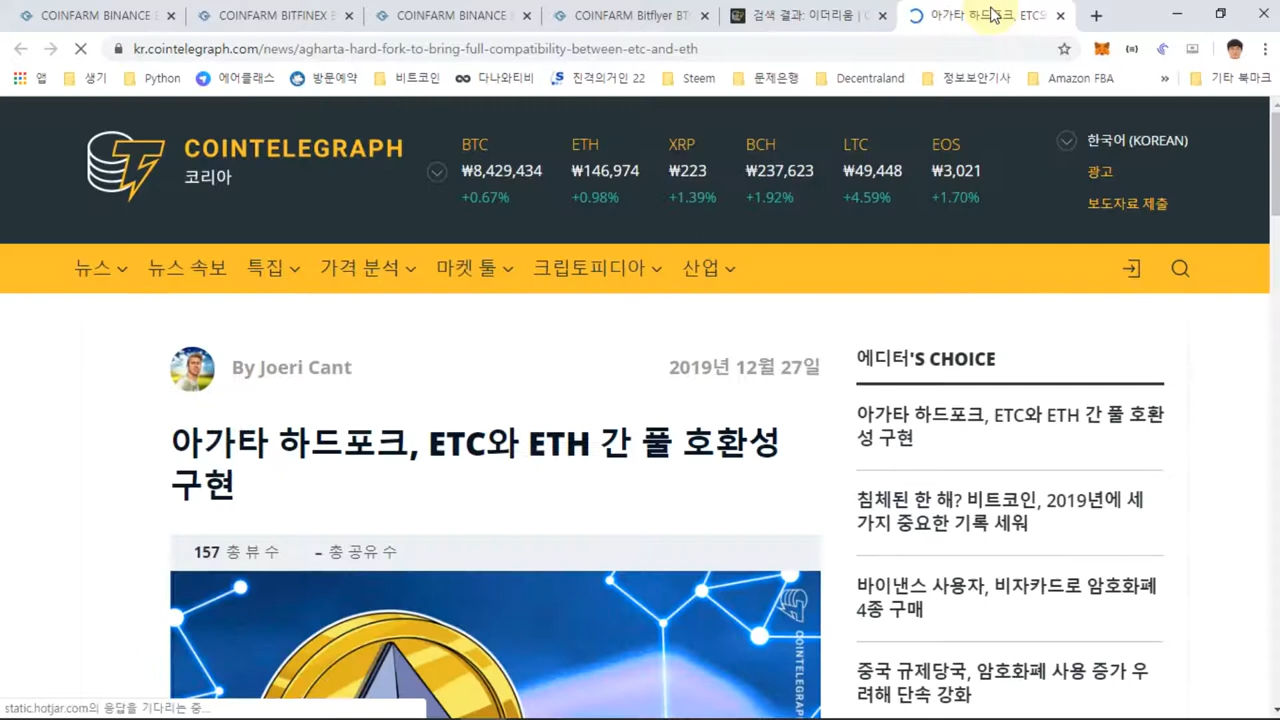 COINFARM BINANCE E
COINFARM BITFINEX E
COINFARM BINANCE E
COINFARM Bitflyer BT
검색 결과: 이더리움 | C
아가타 하드포크, ETC와
kr.cointelegraph.com/news/agharta-hard-fork-to-bring-full-compatibility-between-etc-and-eth
앱
생기
Python
에어클래스
방문예약
비트코인
다나와티비
진격의거인 22
Steem
문제은행
Decentraland
정보보안기사
Amazon FBA
»
기타 북마크
COINTELEGRAPH
코리아
BTC ETH XRP BCH LTC EOS
₩8,429,434 ₩146,974 ₩223 ₩237,623 ₩49,448 ₩3,021
+0.67% +0.98% +1.39% +1.92% +4.59% +1.70%
한국어 (KOREAN)
광고
보도자료 제출
뉴스 뉴스 속보 특집 가격 분석 마켓 툴 크립토피디아 산업
By Joeri Cant
2019년 12월 27일
아가타 하드포크, ETC와 ETH 간 풀 호환성
구현
157 총 뷰 수
– 총 공유 수
COINTELEGRAPH
에디터'S CHOICE
아가타 하드포크, ETC와 ETH 간 풀 호환
성 구현
침체된 한 해? 비트코인, 2019년에 세
가지 중요한 기록 세워
바이낸스 사용자, 비자카드로 암호화폐
4종 구매
중국 규제당국, 암호화폐 사용 증가 우
려해 단속 강화
static.hotjar.com의 응답을 기다리는 중...